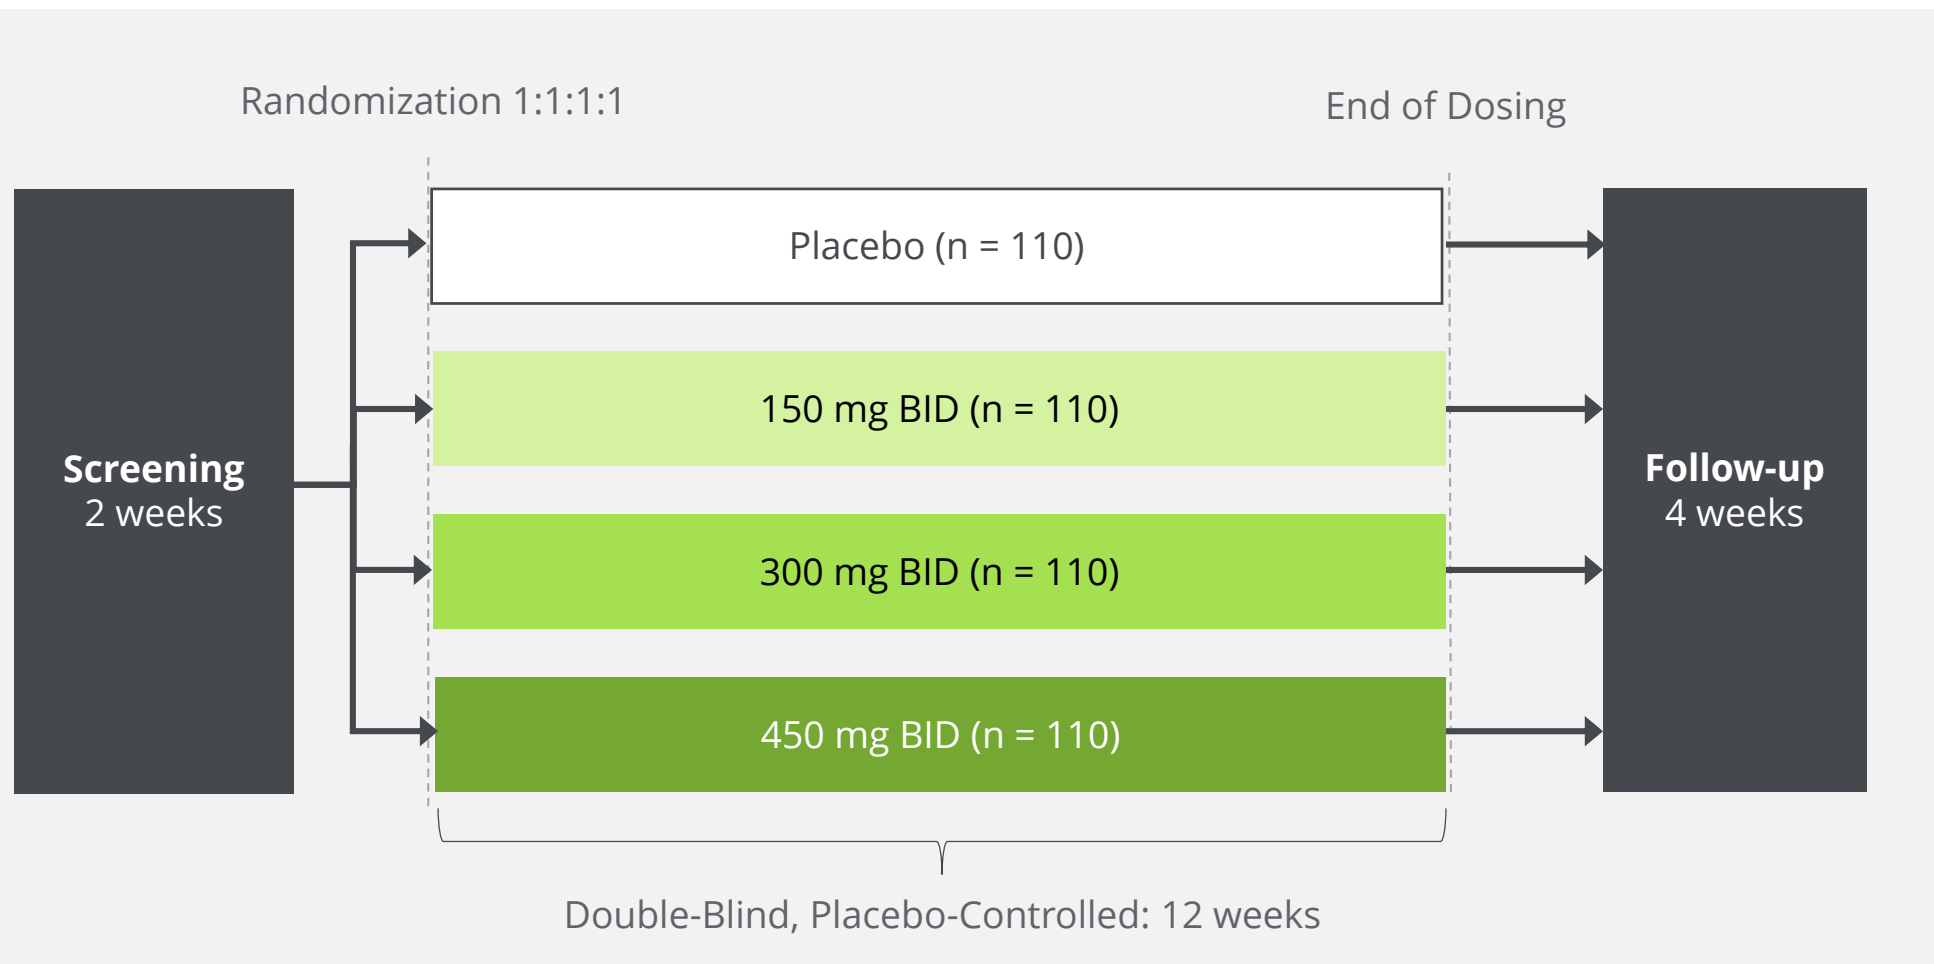 Randomization 1:1:1:1
End of Dosing
Screening
2 weeks
Placebo (n = 110)
150 mg BID (n = 110)
300 mg BID (n = 110)
450 mg BID (n = 110)
Follow-up
4 weeks
Double-Blind, Placebo-Controlled: 12 weeks